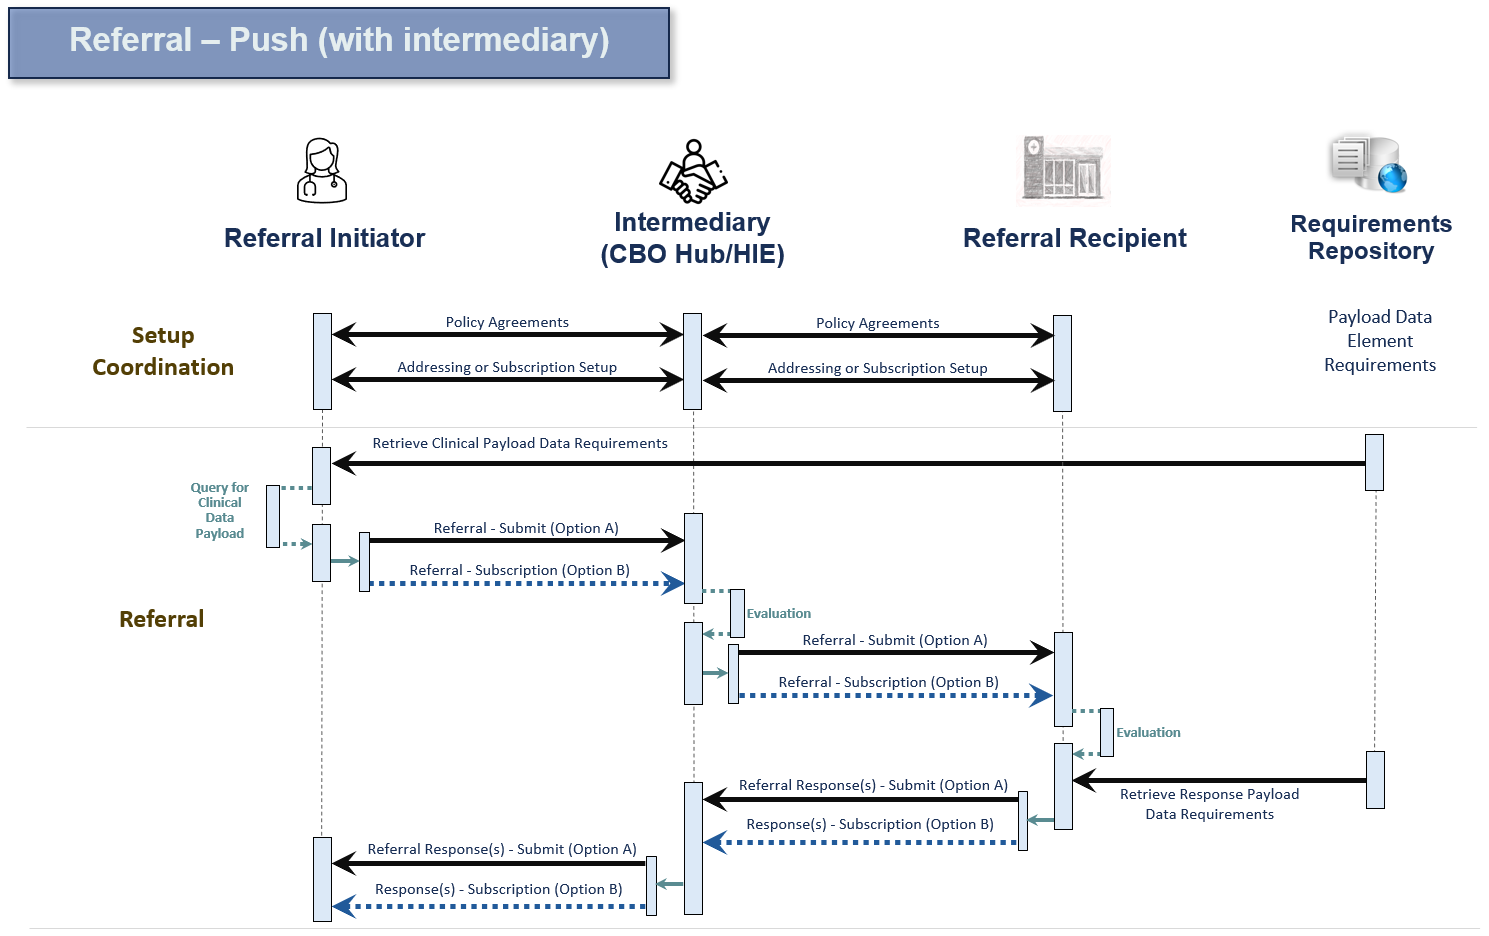 Referral – Push (with intermediary)
Referral Initiator
Intermediary
(CBO Hub/HIE)
Referral Recipient
Requirements
Repository
Setup
Coordination
Policy Agreements
Policy Agreements
Addressing or Subscription Setup
Addressing or Subscription Setup
Payload Data
Element
Requirements
Retrieve Clinical Payload Data Requirements
Query for
Clinical
Data
Payload
Referral - Submit (Option A)
Referral - Subscription (Option B)
Referral
Evaluation
Referral - Submit (Option A)
Referral - Subscription (Option B)
Evaluation
Retrieve Response Payload
Data Requirements
Referral Response(s) - Submit (Option A)
Response(s) - Subscription (Option B)
Referral Response(s) - Submit (Option A)
Response(s) - Subscription (Option B)